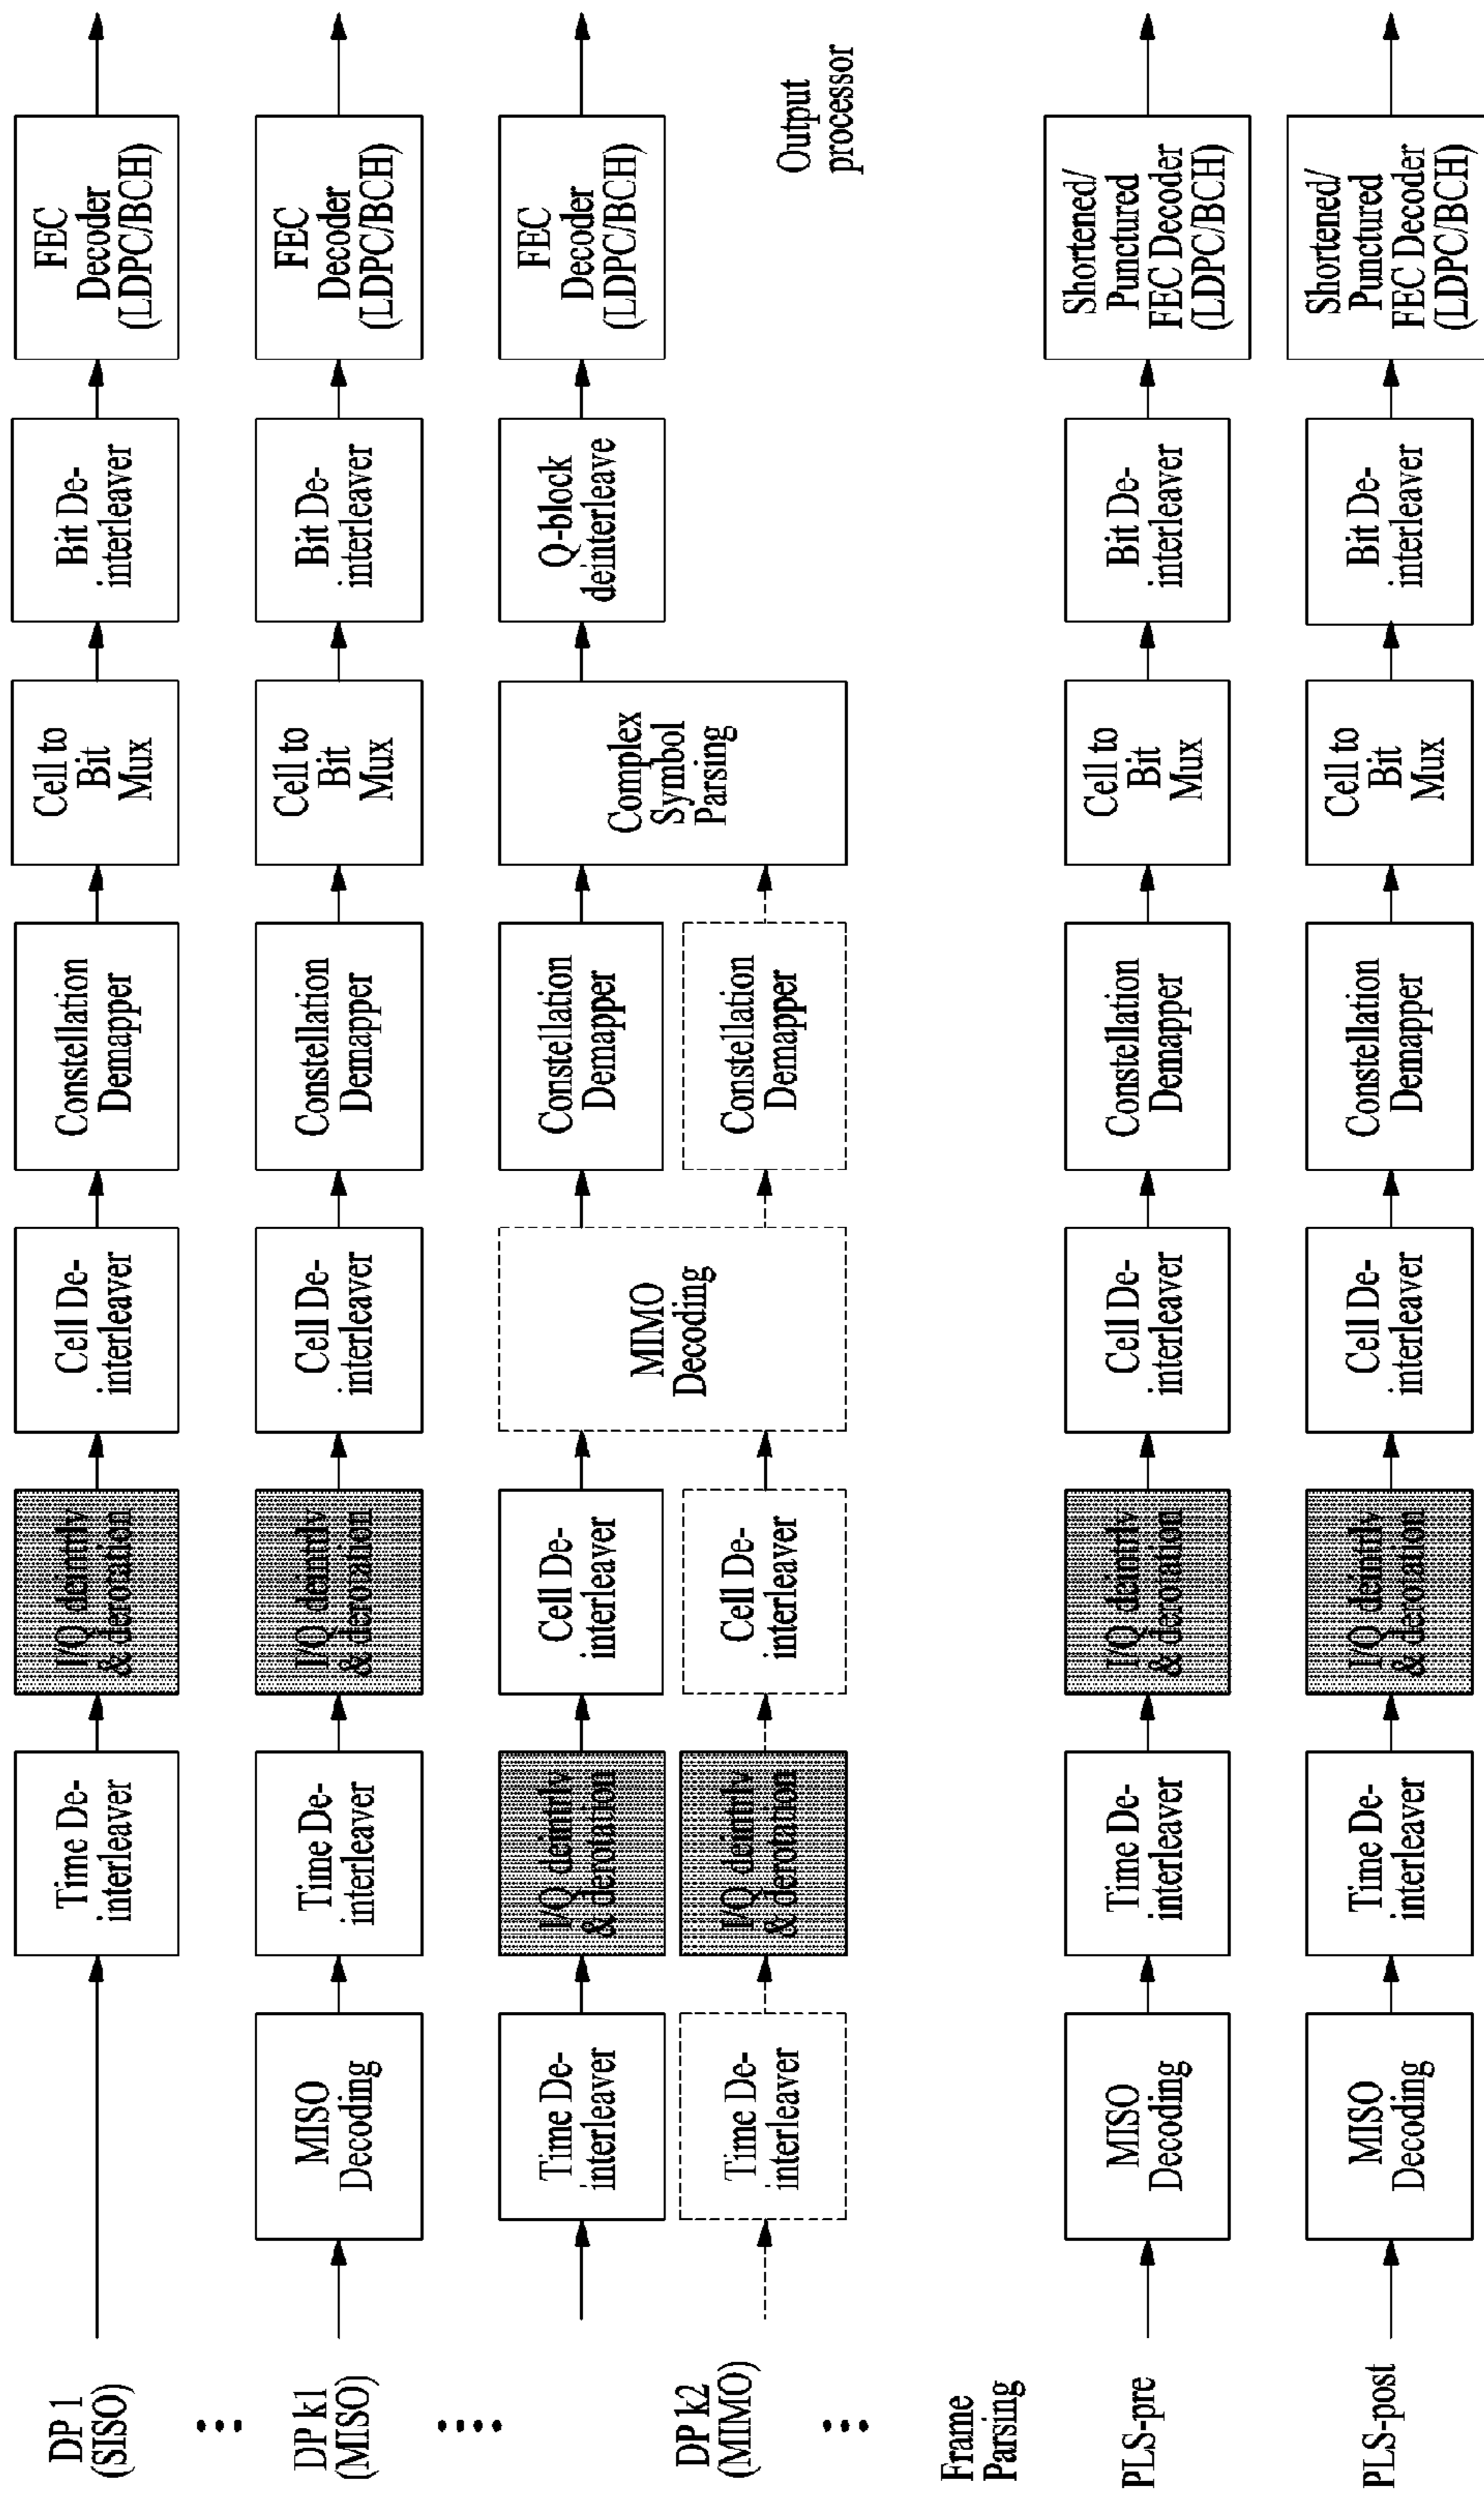 DP 1
(SISO)
Time De-
interleaver
I/Q deintrlv
& derotation
Cell De-
interleaver
Constellation
Demapper
Cell to
Bit
Mux
Bit De-
interleaver
FEC
Decoder
(LDPC/BCH)
DP k1
(MISO)
MISO
Decoding
Time De-
interleaver
I/Q deintrlv
& derotation
Cell De-
interleaver
Constellation
Demapper
Cell to
Bit
Mux
Bit De-
interleaver
FEC
Decoder
(LDPC/BCH)
DP k2
(MIMO)
Time De-
interleaver
I/Q deintrlv
& derotation
Cell De-
interleaver
Time De-
interleaver
I/Q deintrlv
& derotation
Cell De-
interleaver
MIMO
Decoding
Constellation
Demapper
Constellation
Demapper
Complex
Symbol
Parsing
Q-block
deinterleave
FEC
Decoder
(LDPC/BCH)
Frame
Parsing
Output
processor
PLS-pre
MISO
Decoding
Time De-
interleaver
I/Q deintrlv
& derotation
Cell De-
interleaver
Constellation
Demapper
Cell to
Bit
Mux
Bit De-
interleaver
Shortened/
Punctured
FEC Decoder
(LDPC/BCH)
PLS-post
MISO
Decoding
Time De-
interleaver
I/Q deintrlv
& derotation
Cell De-
interleaver
Constellation
Demapper
Cell to
Bit
Mux
Bit De-
interleaver
Shortened/
Punctured
FEC Decoder
(LDPC/BCH)